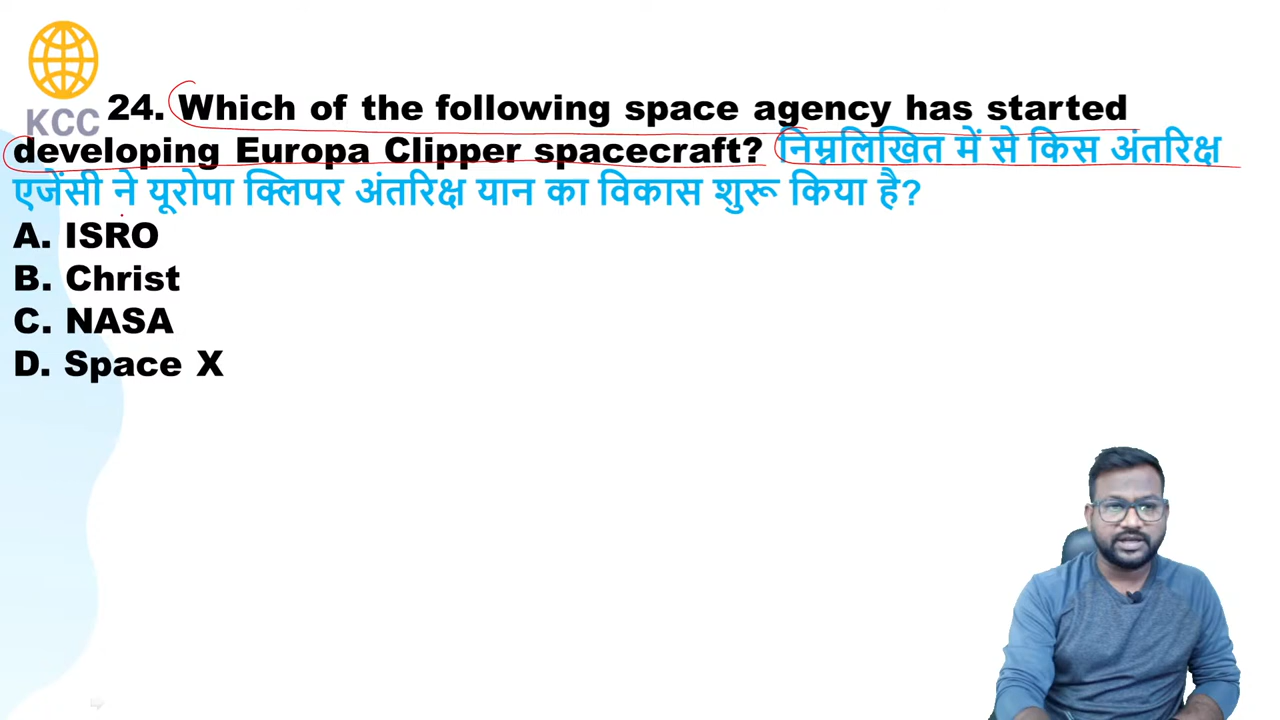 KCC
24. Which of the following space agency has started
developing Europa Clipper spacecraft? निम्नलिखित में से किस अंतरिक्ष
एजेंसी ने यूरोपा क्लिपर अंतरिक्ष यान का विकास शुरू किया है?
A. ISRO
B. Christ
C. NASA
D. Space X